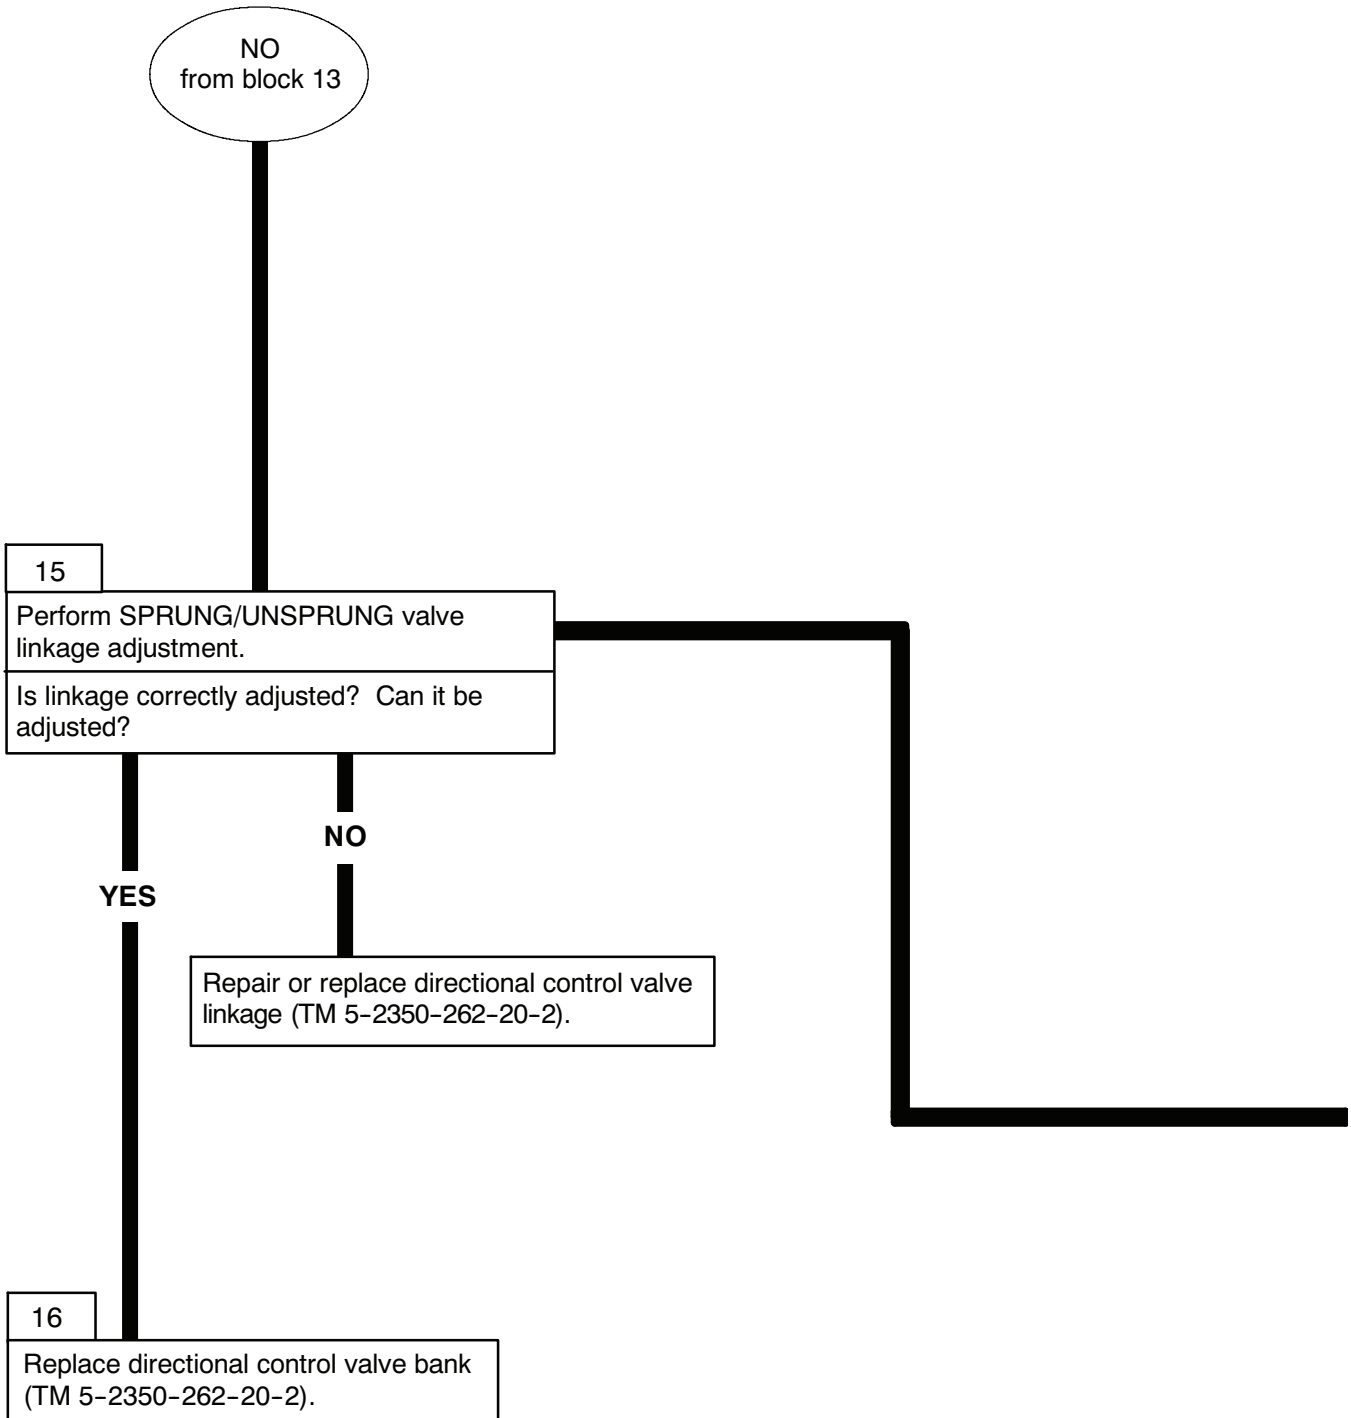 NO
from block 13
15
Perform SPRUNG/UNSPRUNG valve
linkage adjustment.
Is linkage correctly adjusted?  Can it be
adjusted?
NO
YES
Repair or replace directional control valve
linkage (TM 5-2350-262-20-2).
16
Replace directional control valve bank
(TM 5-2350-262-20-2).